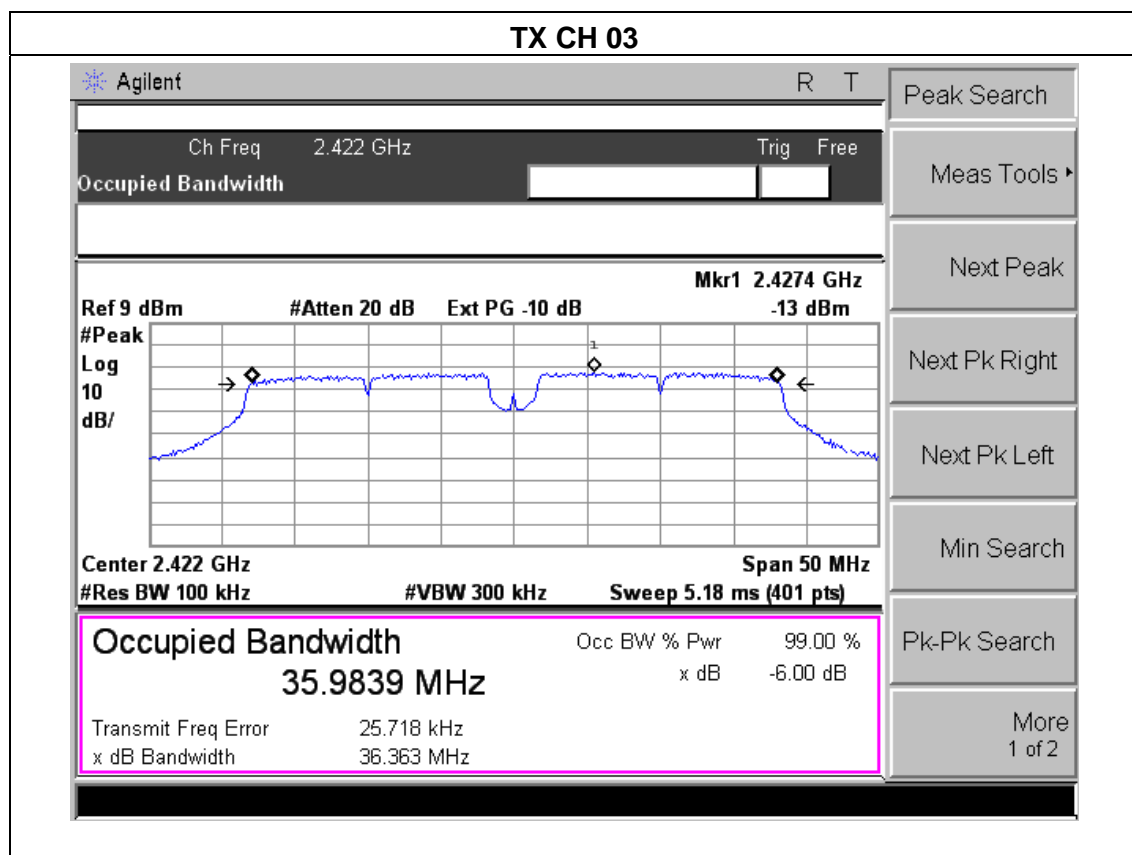 TX CH 03
Agilent R T
Peak Search
Ch Freq 2.422 GHz Trig Free
Occupied Bandwidth
Meas Tools
Next Peak
Mkr1 2.4274 GHz
Ref 9 dBm #Atten 20 dB Ext PG -10 dB -13 dBm
#Peak
1
Log
10
dB/
Next Pk Right
Next Pk Left
Min Search
Center 2.422 GHz Span 50 MHz
#Res BW 100 kHz #VBW 300 kHz Sweep 5.18 ms (401 pts)
Occupied Bandwidth Occ BW % Pwr 99.00 %
35.9839 MHz x dB -6.00 dB
Pk-Pk Search
Transmit Freq Error 25.718 kHz
x dB Bandwidth 36.363 MHz
More
1 of 2